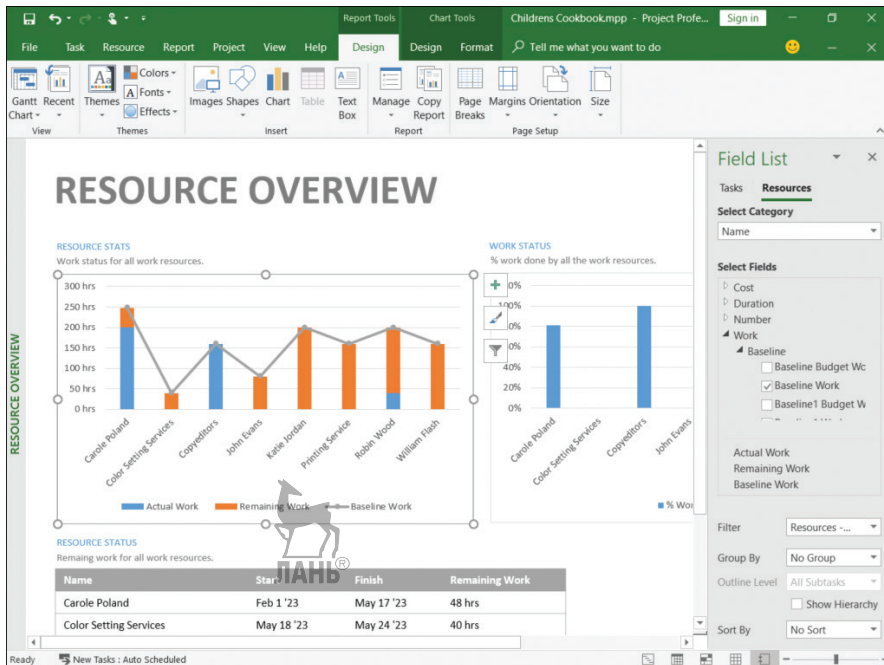 Report Tools
Chart Tools
Childrens Cookbook.mpp - Project Profe...
Sign in
File
Task
Resource
Report
Project
View
Help
Design
Design
Format
Tell me what you want to do
Gantt Chart
Recent
View
Themes
Colors
Fonts
Effects
Themes
Images
Shapes
Chart
Table
Text Box
Insert
Manage
Copy Report
Report
Page Breaks
Margins
Orientation
Size
Page Setup
RESOURCE OVERVIEW
RESOURCE OVERVIEW
RESOURCE STATS
Work status for all work resources.
300 hrs
250 hrs
200 hrs
150 hrs
100 hrs
50 hrs
0 hrs
Carole Poland
Color Setting Services
Copyeditors
John Evans
Katie Jordan
Printing Service
Robin Wood
William Flash
Actual Work
Remaining Work
Baseline Work
WORK STATUS
% work done by all the work resources.
0%
100%
80%
60%
40%
20%
0%
Carole Poland
Color Setting Services
Copyeditors
John Evans
% Wor
RESOURCE STATUS
Remaing work for all work resources.
Name Start Finish Remaining Work
Carole Poland Feb 1 '23 May 17 '23 48 hrs
Color Setting Services May 18 '23 May 24 '23 40 hrs
ЛАНЬ®
Field List
Tasks
Resources
Select Category
Name
Select Fields
Cost
Duration
Number
Work
Baseline
Baseline Budget Wc
Baseline Work
Baseline1 Budget W
Actual Work
Remaining Work
Baseline Work
Filter
Resources -...
Group By
No Group
Outline Level
All Subtasks
Show Hierarchy
Sort By
No Sort
Ready
New Tasks : Auto Scheduled